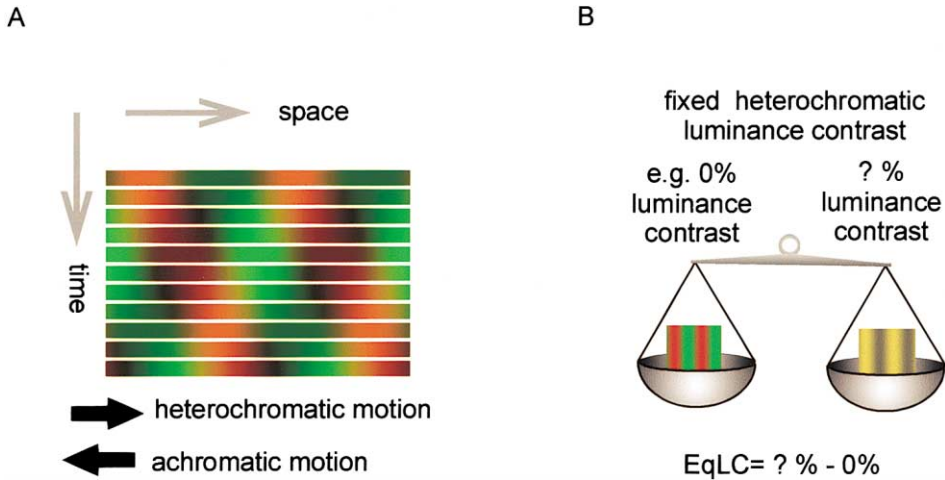 A
space
time
heterochromatic motion
achromatic motion
B
fixed heterochromatic
luminance contrast
e.g. 0%
luminance
contrast
? %
luminance
contrast
EqLC= ? % - 0%